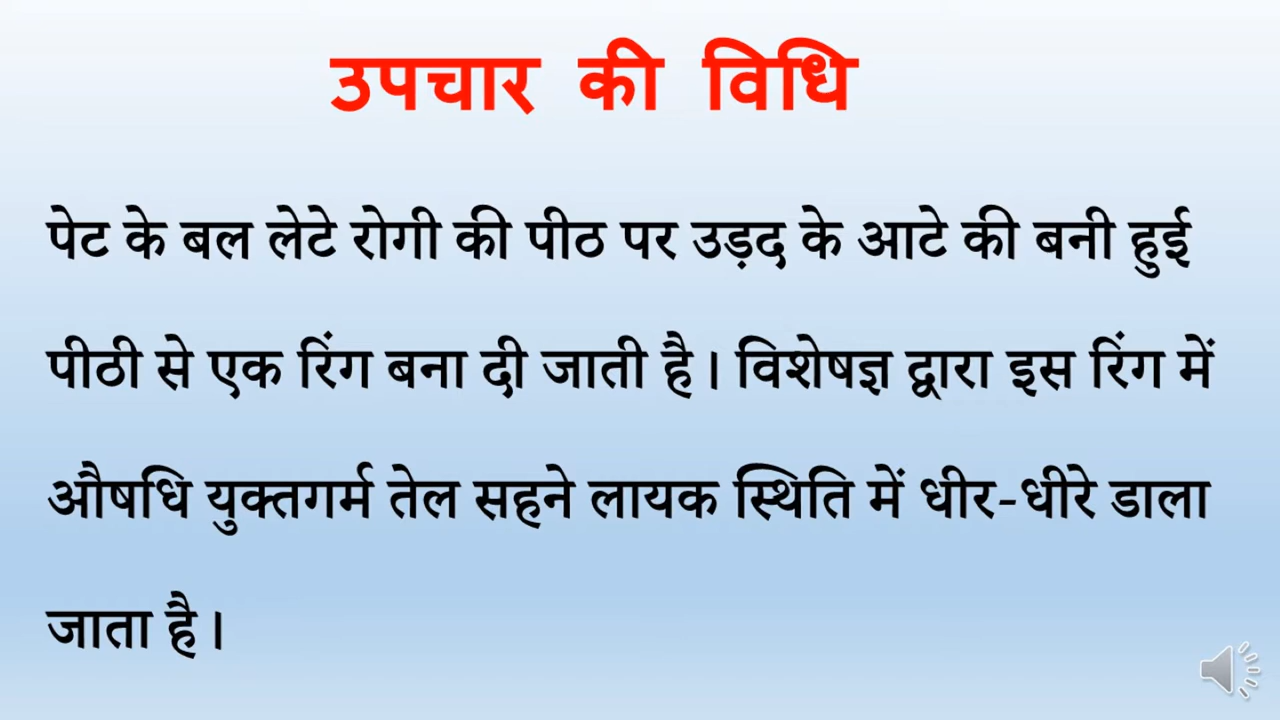 उपचार की विधि
पेट के बल लेटे रोगी की पीठ पर उड़द के आटे की बनी हुई
पीठी से एक रिंग बना दी जाती है। विशेषज्ञ द्वारा इस रिंग में
औषधि युक्तगर्म तेल सहने लायक स्थिति में धीर-धीरे डाला
जाता है।